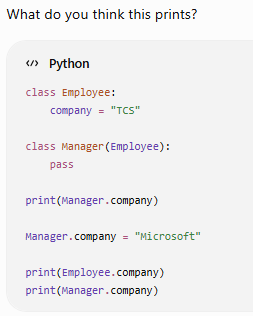 What do you think this prints?
</> Python
class Employee:
    company = "TCS"

class Manager(Employee):
    pass

print(Manager.company)

Manager.company = "Microsoft"

print(Employee.company)
print(Manager.company)